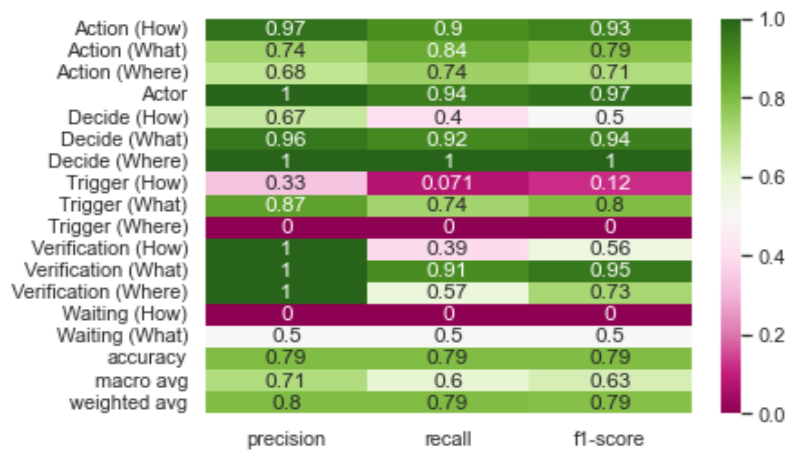 Action (How) 0.97 0.9 0.93 1.0
Action (What) 0.74 0.84 0.79
Action (Where) 0.68 0.74 0.71
Actor 1 0.94 0.97 0.8
Decide (How) 0.67 0.4 0.5
Decide (What) 0.96 0.92 0.94
Decide (Where) 1 1 1
Trigger (How) 0.33 0.071 0.12 0.6
Trigger (What) 0.87 0.74 0.8
Trigger (Where) 0 0 0
Verification (How) 1 0.39 0.56 0.4
Verification (What) 1 0.91 0.95
Verification (Where) 1 0.57 0.73
Waiting (How) 0 0 0
Waiting (What) 0.5 0.5 0.5 0.2
accuracy 0.79 0.79 0.79
macro avg 0.71 0.6 0.63
weighted avg 0.8 0.79 0.79 0.0
precision recall f1-score